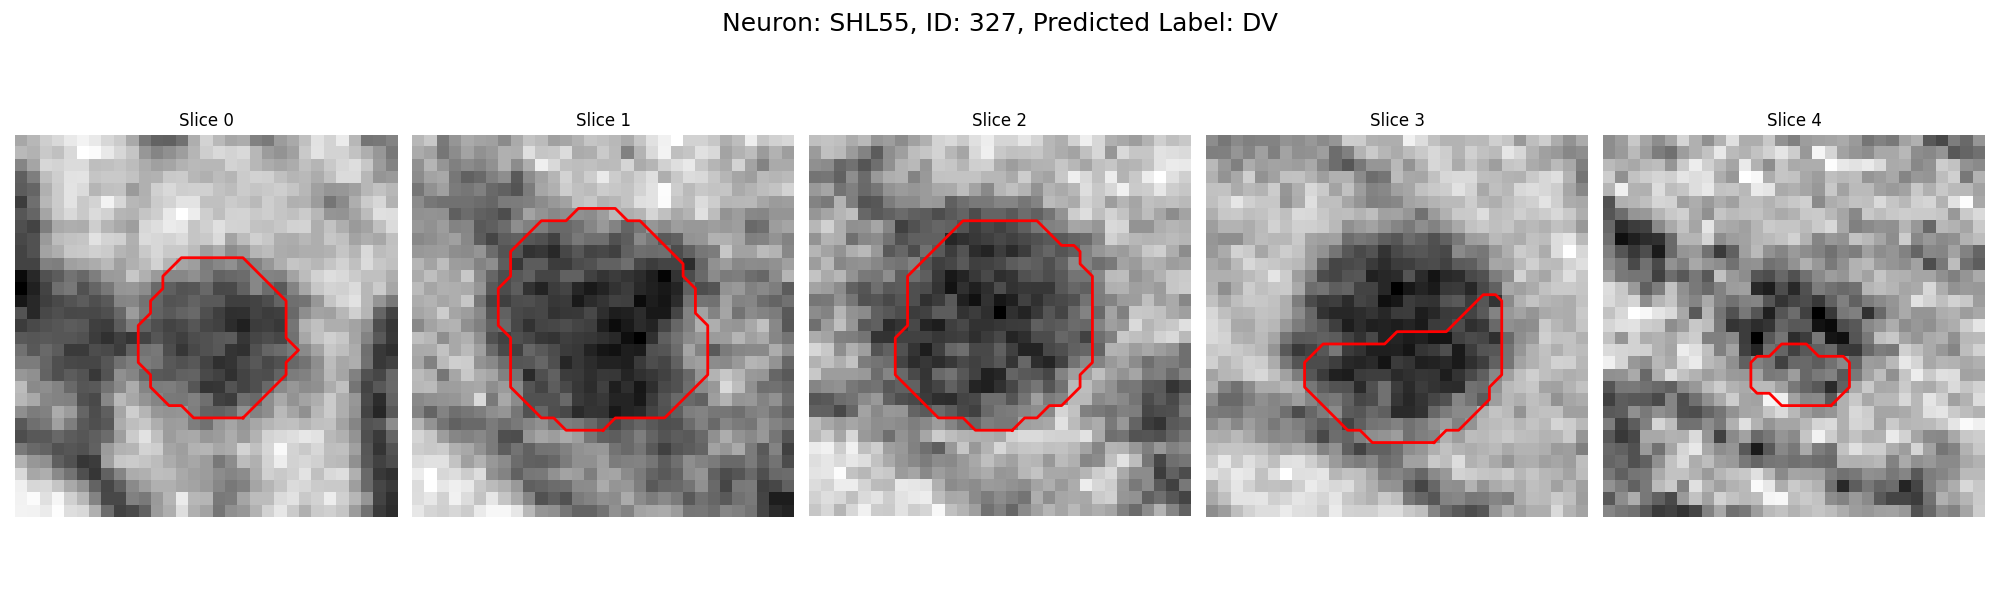 Neuron: SHL55, ID: 327, Predicted Label: DV
Slice 0
Slice 1
Slice 2
Slice 3
Slice 4